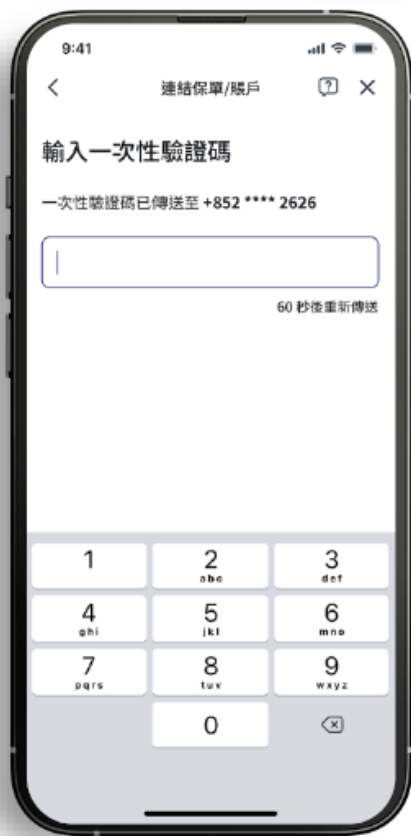 9:41
連結保單/賬戶
輸入一次性驗證碼
一次性驗證碼已傳送至 +852 **** 2626
60 秒後重新傳送
1
2
abc
3
def
4
ghi
5
jkl
6
mno
7
pqrs
8
tuv
9
wxyz
0